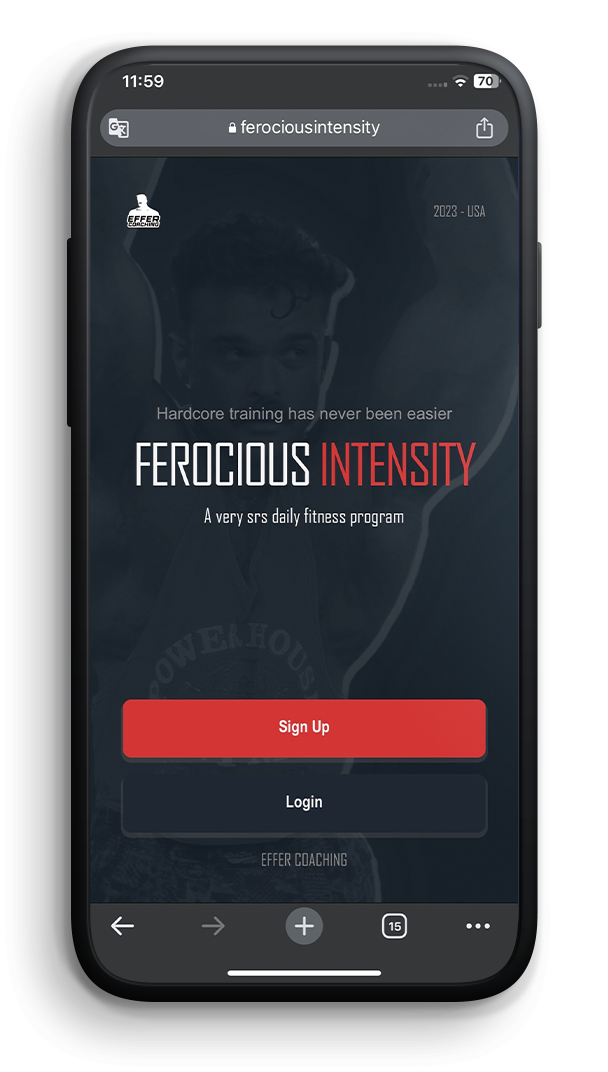 11:59
70
ferociousintensity
EFFER
COACHING
2023 - USA
Hardcore training has never been easier
FEROCIOUS INTENSITY
A very srs daily fitness program
POWERHOUSE
Sign Up
Login
EFFER COACHING
15